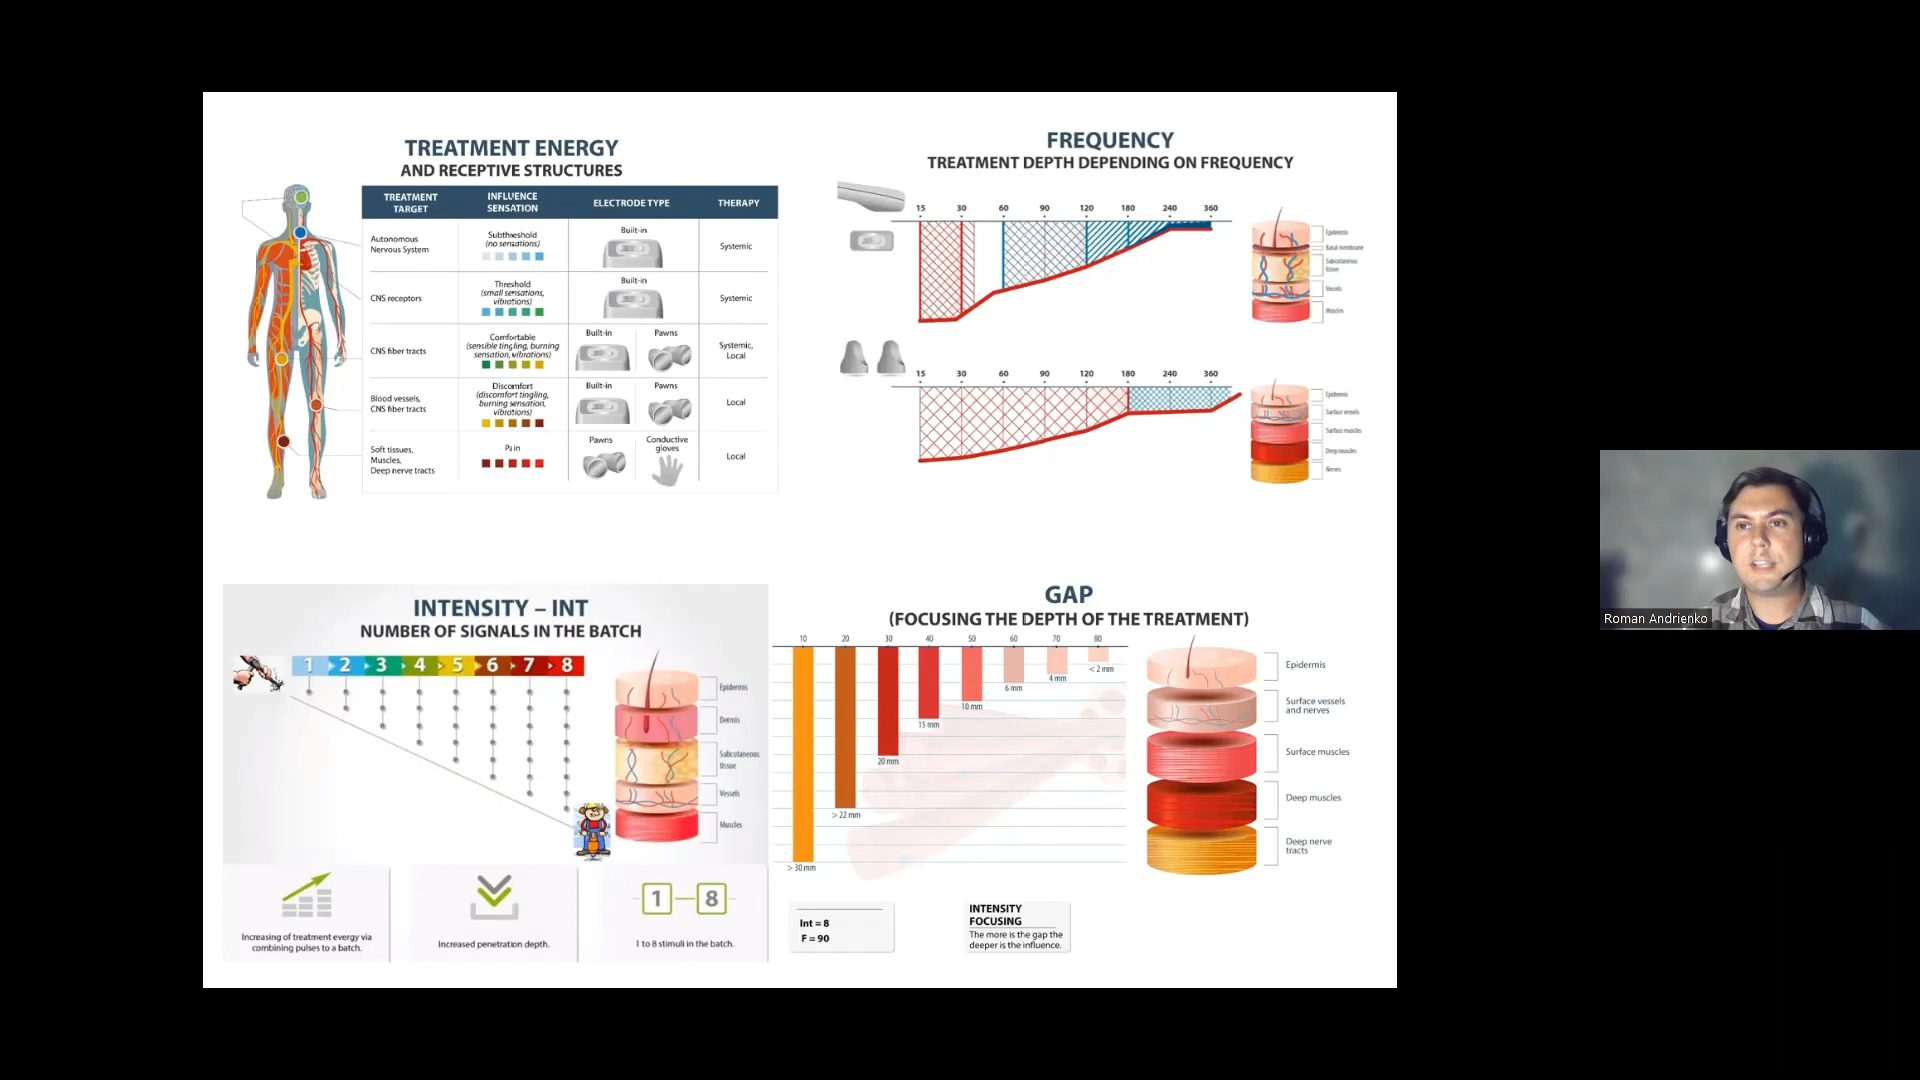 TREATMENT ENERGY
AND RECEPTIVE STRUCTURES
TREATMENT TARGET
INFLUENCE SENSATION
ELECTRODE TYPE
THERAPY
Autonomous
Nervous System
Subthreshold
(no sensations)
Built-in
Systemic
CNS receptors
Threshold
(small sensations,
vibrations)
Built-in
Systemic
CNS fiber tracts
Comfortable
(sensible tingling, burning
sensation, vibrations)
Built-in
Pawns
Systemic,
Local
Blood vessels,
CNS fiber tracts
Discomfort
(discomfort tingling,
burning sensation,
vibrations)
Built-in
Pawns
Local
Soft tissues,
Muscles,
Deep nerve tracts
Pain
Pawns
Conductive
gloves
Local
FREQUENCY
TREATMENT DEPTH DEPENDING ON FREQUENCY
15 30 60 90 120 180 240 360
Epidermis
Basal membrane
Subcutaneous
tissue
Vessels
Muscles
15 30 60 90 120 180 240 360
Epidermis
Surface vessels
Surface muscles
Deep muscles
Nerves
INTENSITY – INT
NUMBER OF SIGNALS IN THE BATCH
1 2 3 4 5 6 7 8
Epidermis
Dermis
Subcutaneous
tissue
Vessels
Muscles
Increasing of treatment evergy via
combining pulses to a batch.
Increased penetration depth.
1 8
1 to 8 stimuli in the batch.
GAP
(FOCUSING THE DEPTH OF THE TREATMENT)
10 20 30 40 50 60 70 80
> 30 mm
> 22 mm
20 mm
15 mm
10 mm
6 mm
4 mm
< 2 mm
Epidermis
Surface vessels
and nerves
Surface muscles
Deep muscles
Deep nerve
tracts
Int = 8
F = 90
INTENSITY
FOCUSING
The more is the gap the
deeper is the influence.
Roman Andrienko